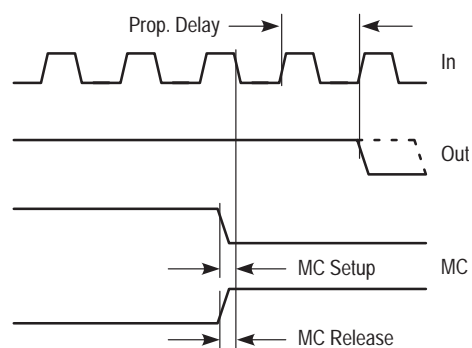 Prop. Delay
In
Out
MC Setup
MC
MC Release